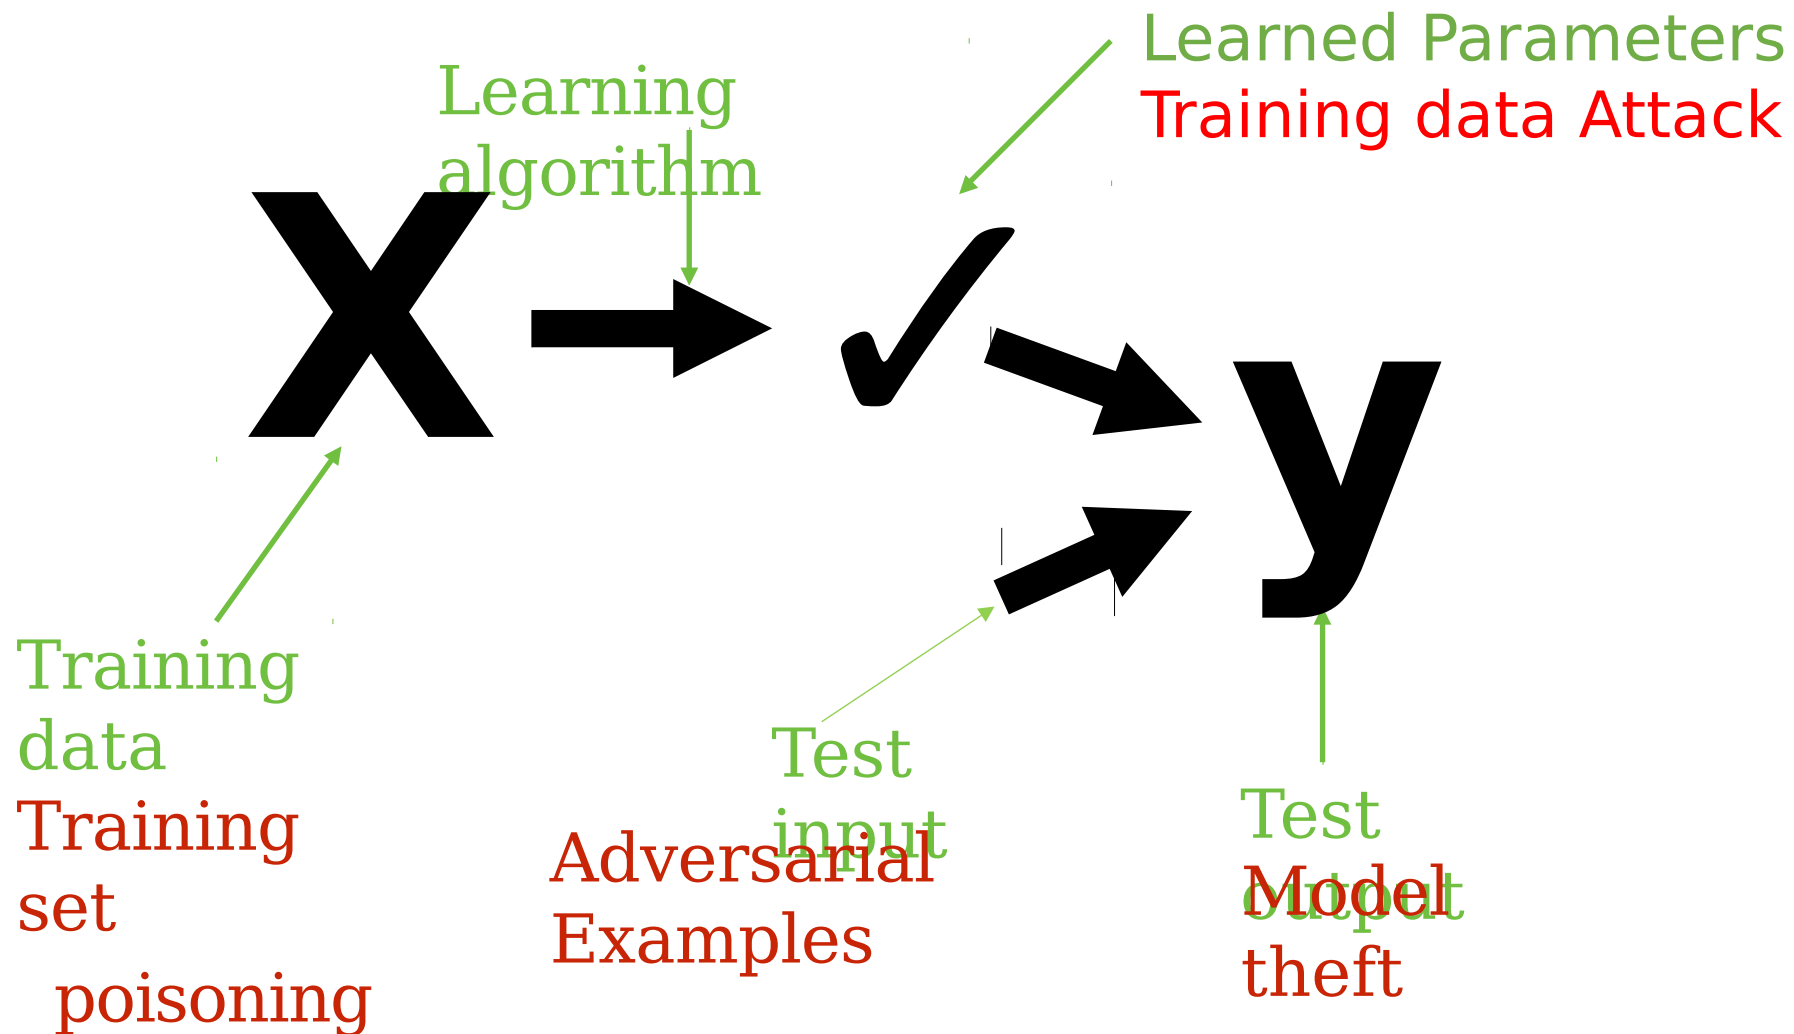 Learned Parameters
Training data Attack
Learning
algorithm
X
✓
y
Training
data
Training
set
poisoning
Test
input
Adversarial
Examples
Test
output
Model
theft